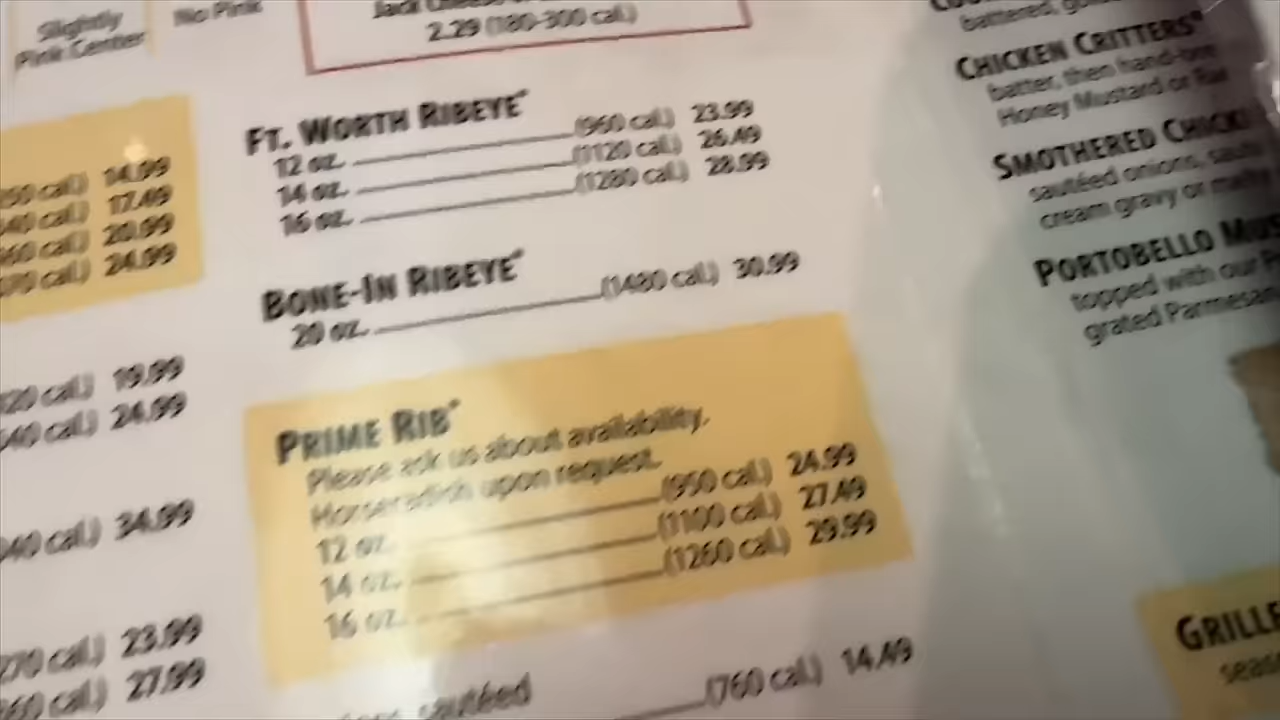 Slightly
Pink Center
No Pink
2.29 (180-300 cal.)
14.99
17.49
20.99
24.99
19.99
24.99
34.99
23.99
27.99
FT. WORTH RIBEYE*
12 oz. (960 cal.) 23.99
14 oz. (1120 cal.) 26.49
16 oz. (1280 cal.) 28.99
BONE-IN RIBEYE*
20 oz. (1480 cal.) 30.99
PRIME RIB*
Please ask us about availability.
Horseradish upon request.
12 oz. (950 cal.) 24.99
14 oz. (1100 cal.) 27.49
16 oz. (1260 cal.) 29.99
sautéed
(760 cal.) 14.49
battered,
CHICKEN CRITTERS®
batter, then
Honey Mustard or
SMOTHERED
sautéed onions,
cream gravy or
PORTOBELLO
topped with our
grated Parmesan